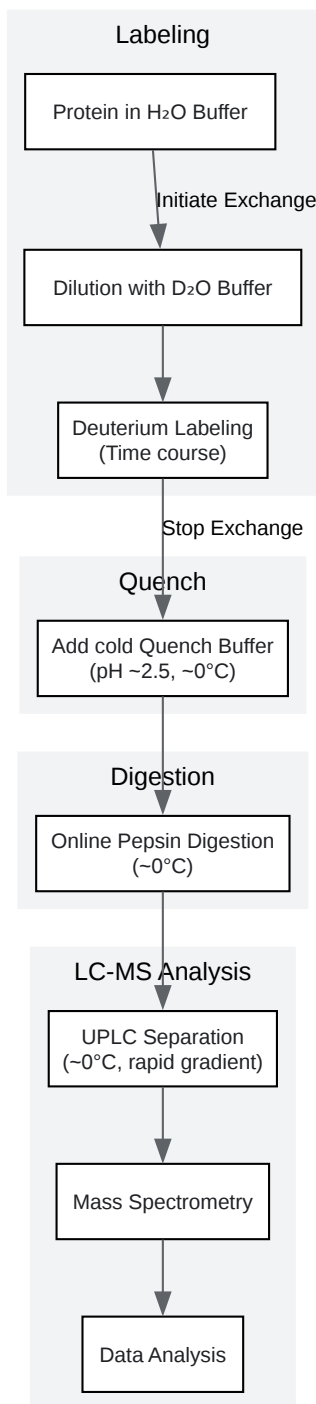 Labeling
Protein in H₂O Buffer
Initiate Exchange
Dilution with D₂O Buffer
Deuterium Labeling
(Time course)
Stop Exchange
Quench
Add cold Quench Buffer
(pH ~2.5, ~0°C)
Digestion
Online Pepsin Digestion
(~0°C)
LC-MS Analysis
UPLC Separation
(~0°C, rapid gradient)
Mass Spectrometry
Data Analysis